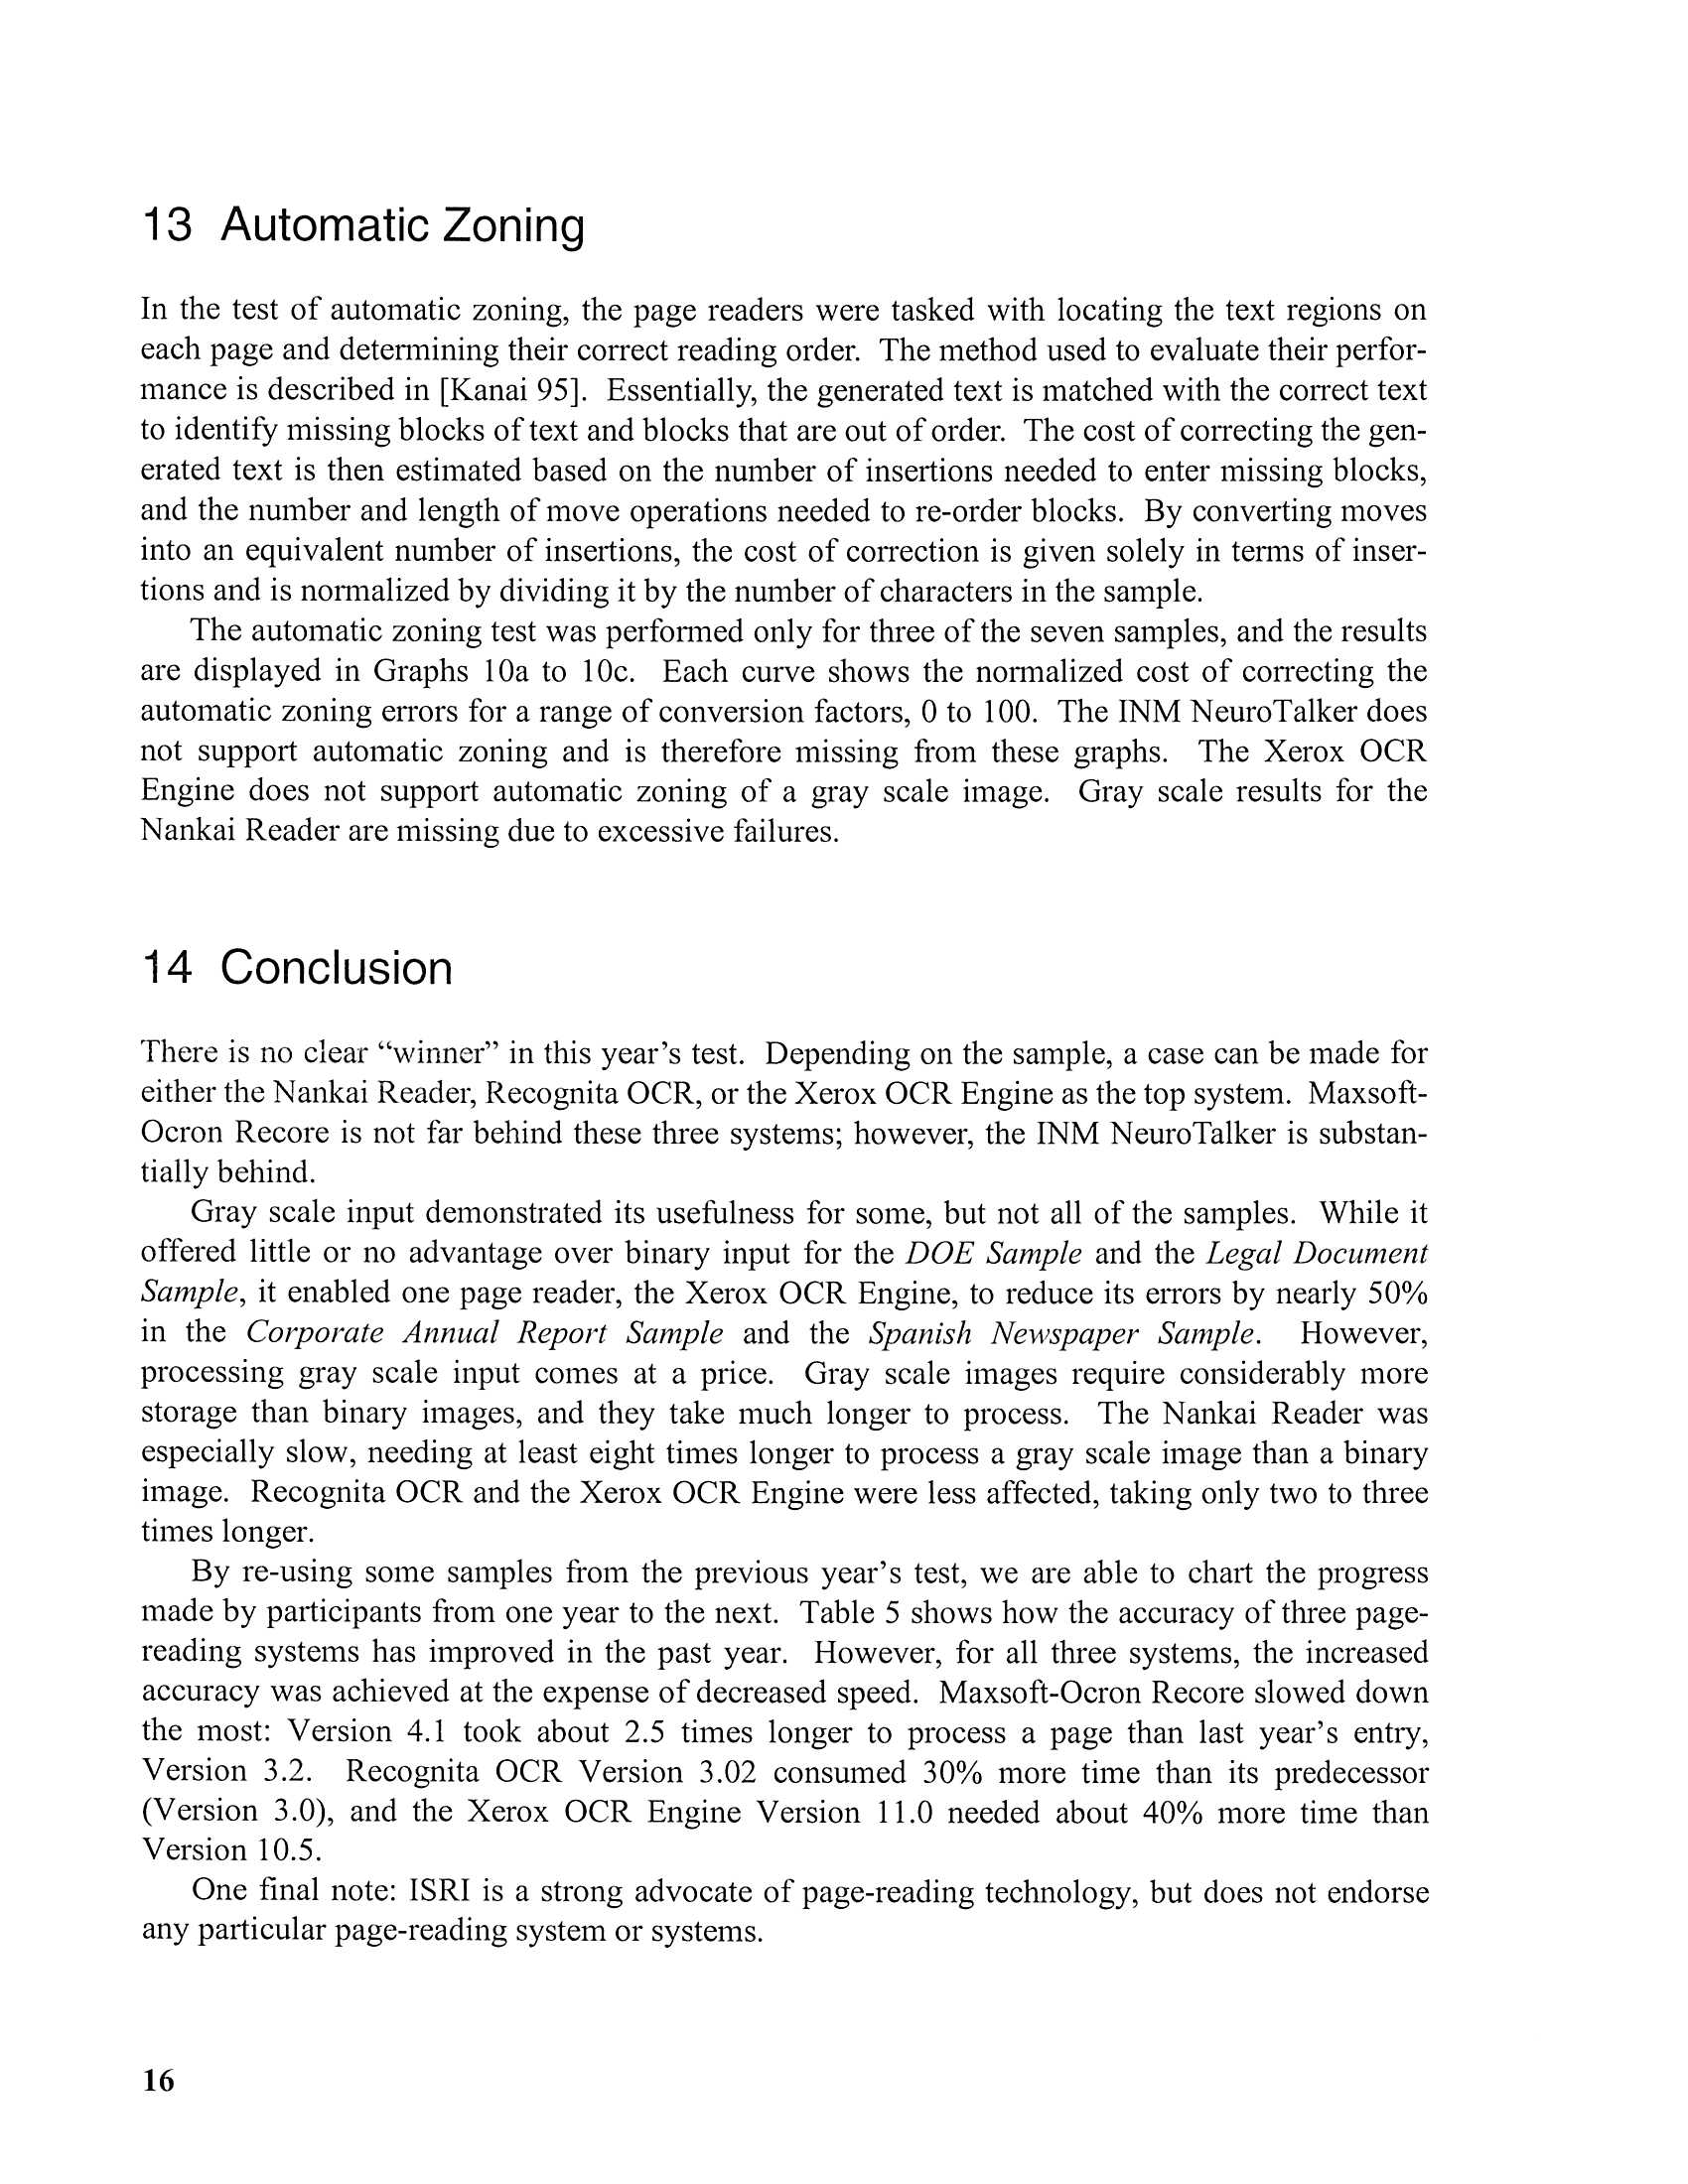 13 Automatic Zoning
In the test of automatic zoning, the page readers were tasked with locating the text regions on
each page and determining their correct reading order. The method used to evaluate their perfor-
mance is described in [Kanai 95]. Essentially, the generated text is matched with the correct text
to identify missing blocks of text and blocks that are out of order. The cost of correcting the gen-
erated text is then estimated based on the number of insertions needed to enter missing blocks,
and the number and length of move operations needed to re-order blocks. By converting moves
into an equivalent number of insertions, the cost of correction is given solely in terms of inser-
tions and is normalized by dividing it by the number of characters in the sample.
The automatic zoning test was performed only for three of the seven samples, and the results
are displayed in Graphs 10a to 10c. Each curve shows the normalized cost of correcting the
automatic zoning errors for a range of conversion factors, 0 to 100. The INM NeuroTalker does
not support automatic zoning and is therefore missing from these graphs. The Xerox OCR
Engine does not support automatic zoning of a gray scale image. Gray scale results for the
Nankai Reader are missing due to excessive failures.
14 Conclusion
There is no clear “winner” in this year’s test. Depending on the sample, a case can be made for
either the Nankai Reader, Recognita OCR, or the Xerox OCR Engine as the top system. Maxsoft-
Ocron Recore is not far behind these three systems; however, the INM NeuroTalker is substan-
tially behind.
Gray scale input demonstrated its usefulness for some, but not all of the samples. While it
offered little or no advantage over binary input for the DOE Sample and the Legal Document
Sample, it enabled one page reader, the Xerox OCR Engine, to reduce its errors by nearly 50%
in the Corporate Annual Report Sample and the Spanish Newspaper Sample. However,
processing gray scale input comes at a price. Gray scale images require considerably more
storage than binary images, and they take much longer to process. The Nankai Reader was
especially slow, needing at least eight times longer to process a gray scale image than a binary
image. Recognita OCR and the Xerox OCR Engine were less affected, taking only two to three
times longer.
By re-using some samples from the previous year’s test, we are able to chart the progress
made by participants from one year to the next. Table 5 shows how the accuracy of three page-
reading systems has improved in the past year. However, for all three systems, the increased
accuracy was achieved at the expense of decreased speed. Maxsoft-Ocron Recore slowed down
the most: Version 4.1 took about 2.5 times longer to process a page than last year’s entry,
Version 3.2. Recognita OCR Version 3.02 consumed 30% more time than its predecessor
(Version 3.0), and the Xerox OCR Engine Version 11.0 needed about 40% more time than
Version 10.5.
One final note: ISRI is a strong advocate of page-reading technology, but does not endorse
any particular page-reading system or systems.
16